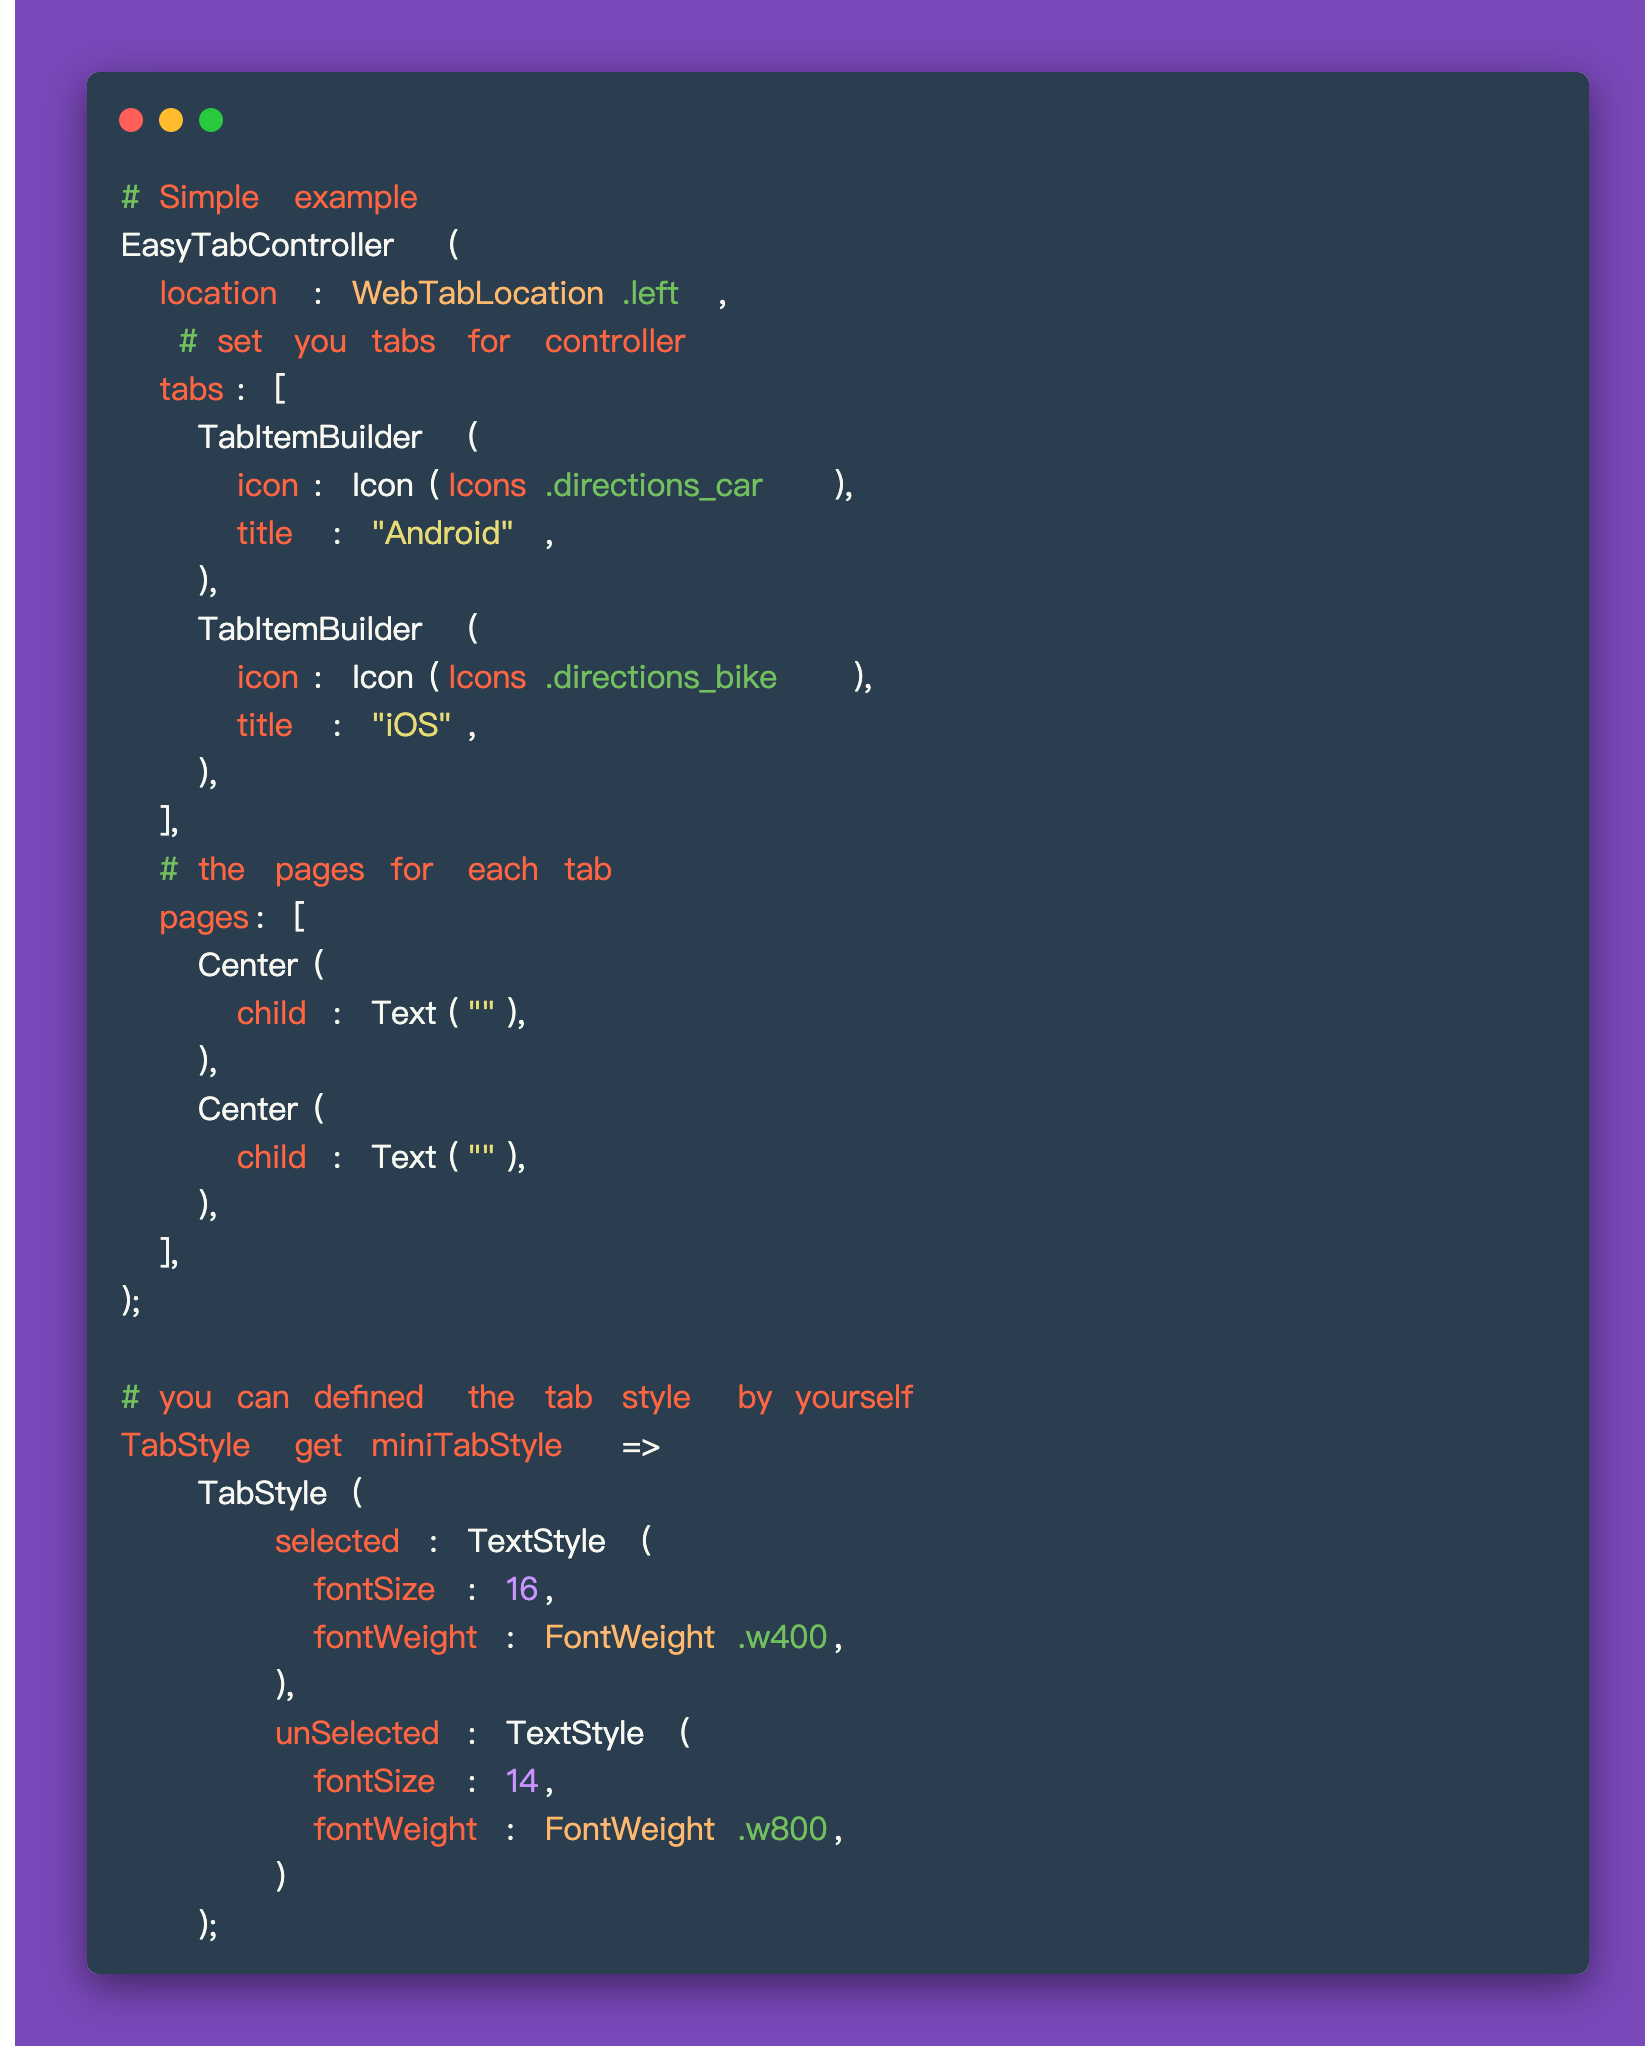 # Simple example
EasyTabController (
  location : WebTabLocation .left ,
   # set you tabs for controller
  tabs : [
    TabItemBuilder (
      icon : Icon ( Icons .directions_car ),
      title : "Android" ,
    ),
    TabItemBuilder (
      icon : Icon ( Icons .directions_bike ),
      title : "iOS" ,
    ),
  ],
  # the pages for each tab
  pages : [
    Center (
      child : Text ( "" ),
    ),
    Center (
      child : Text ( "" ),
    ),
  ],
);

# you can defined the tab style by yourself
TabStyle get miniTabStyle =>
    TabStyle (
        selected : TextStyle (
          fontSize : 16 ,
          fontWeight : FontWeight .w400 ,
        ),
        unSelected : TextStyle (
          fontSize : 14 ,
          fontWeight : FontWeight .w800 ,
        )
    );